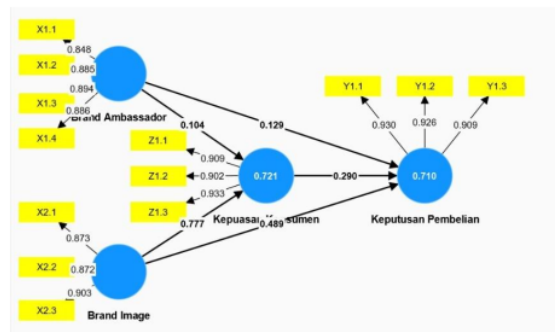 X1.1
0.848
X1.2
0.885
X1.3
0.894
0.886
X1.4
Brand Ambassador
Y1.1
Y1.2
Y1.3
0.930
0.926
0.909
0.104
0.129
Z1.1
0.909
Z1.2
0.902
0.721
0.290
0.710
Z1.3
0.933
0.777
Kepuasan Konsumen
0.489
Keputusan Pembelian
X2.1
0.873
X2.2
0.872
0.903
X2.3
Brand Image